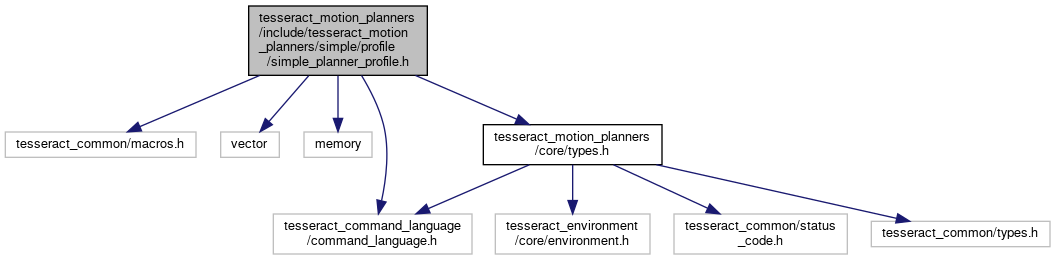 tesseract_motion_planners
/include/tesseract_motion
_planners/simple/profile
/simple_planner_profile.h
tesseract_common/macros.h
vector
memory
tesseract_motion_planners
/core/types.h
tesseract_command_language
/command_language.h
tesseract_environment
/core/environment.h
tesseract_common/status
_code.h
tesseract_common/types.h